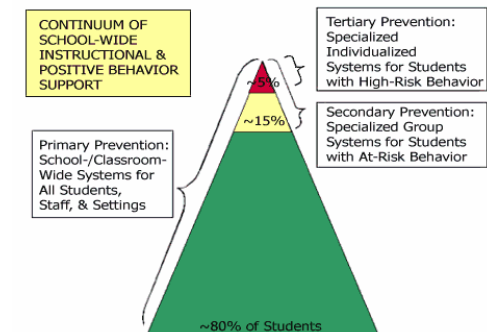 CONTINUUM OF
SCHOOL-WIDE
INSTRUCTIONAL &
POSITIVE BEHAVIOR
SUPPORT
Tertiary Prevention:
Specialized
Individualized
Systems for Students
with High-Risk Behavior
~5%
~15%
Secondary Prevention:
Specialized Group
Systems for Students
with At-Risk Behavior
Primary Prevention:
School-/Classroom-
Wide Systems for
All Students,
Staff, & Settings
~80% of Students